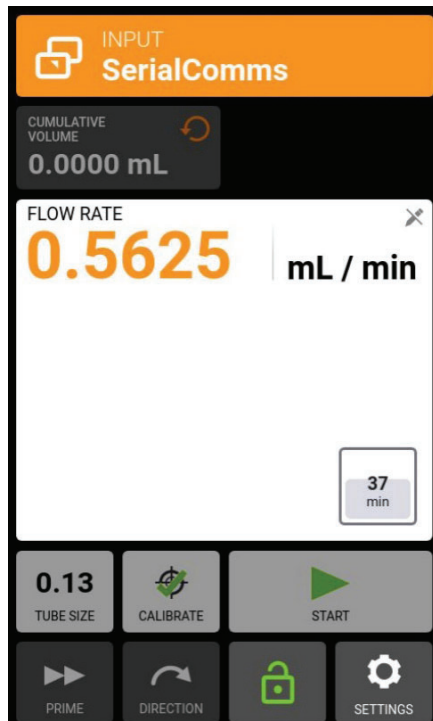 INPUT
SerialComms
CUMULATIVE
VOLUME
0.0000 mL
FLOW RATE
0.5625 mL / min
37
min
0.13
TUBE SIZE
CALIBRATE
START
PRIME
DIRECTION
SETTINGS